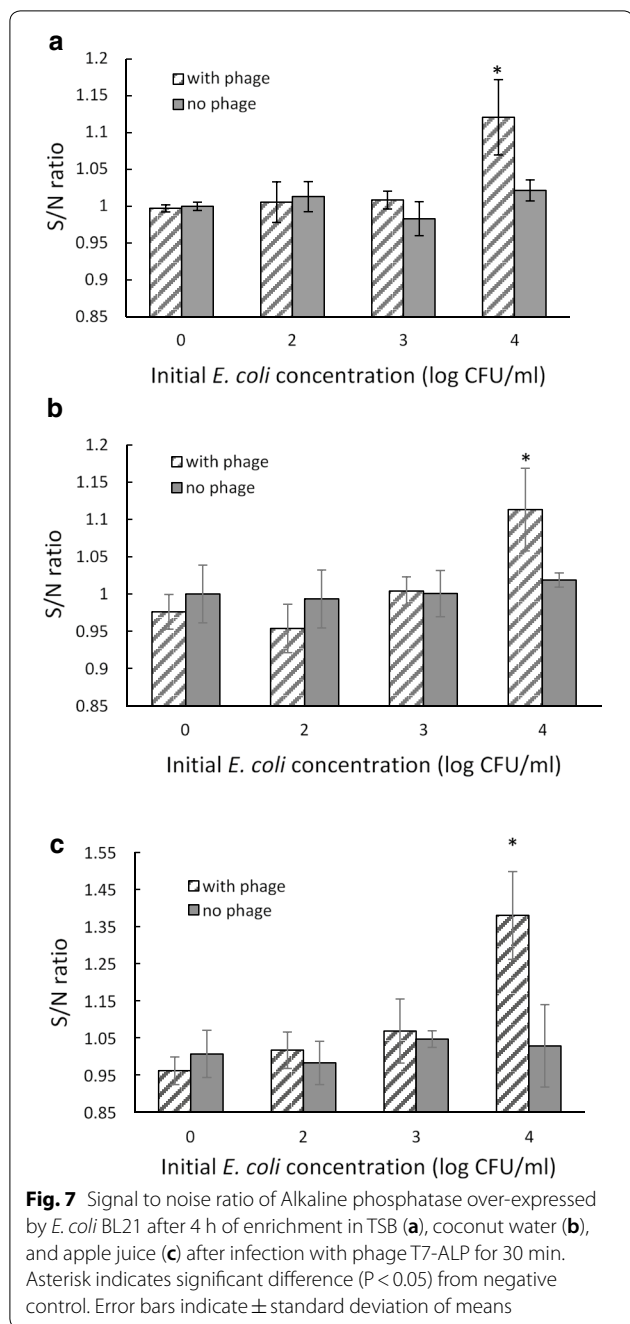 a
1.2
1.15
1.1
1.05
1
0.95
0.9
0.85
S/N ratio
with phage
no phage
*
0 2 3 4
Initial E. coli concentration (log CFU/ml)
b
1.2
1.15
1.1
1.05
1
0.95
0.9
0.85
S/N ratio
with phage
no phage
*
0 2 3 4
Initial E. coli concentration (log CFU/ml)
c
1.55
1.45
1.35
1.25
1.15
1.05
0.95
0.85
S/N ratio
with phage
no phage
*
0 2 3 4
Initial E. coli concentration (log CFU/ml)
Fig. 7 Signal to noise ratio of Alkaline phosphatase over-expressed
by E. coli BL21 after 4 h of enrichment in TSB (a), coconut water (b),
and apple juice (c) after infection with phage T7-ALP for 30 min.
Asterisk indicates significant difference (P < 0.05) from negative
control. Error bars indicate ± standard deviation of means